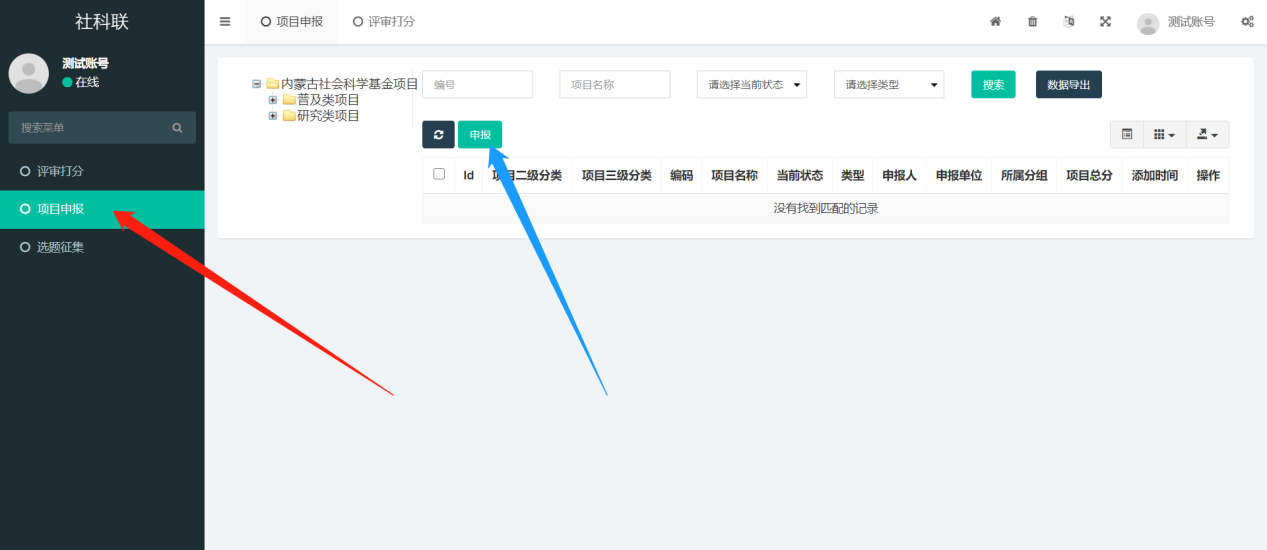 社科联
项目申报
评审打分
测试账号
测试账号
在线
搜索菜单
评审打分
项目申报
选题征集
内蒙古社会科学基金项目
普及类项目
研究类项目
编号
项目名称
请选择当前状态
请选择类型
搜索
数据导出
申报
Id 项目二级分类 项目三级分类 编码 项目名称 当前状态 类型 申报人 申报单位 所属分组 项目总分 添加时间 操作
没有找到匹配的记录